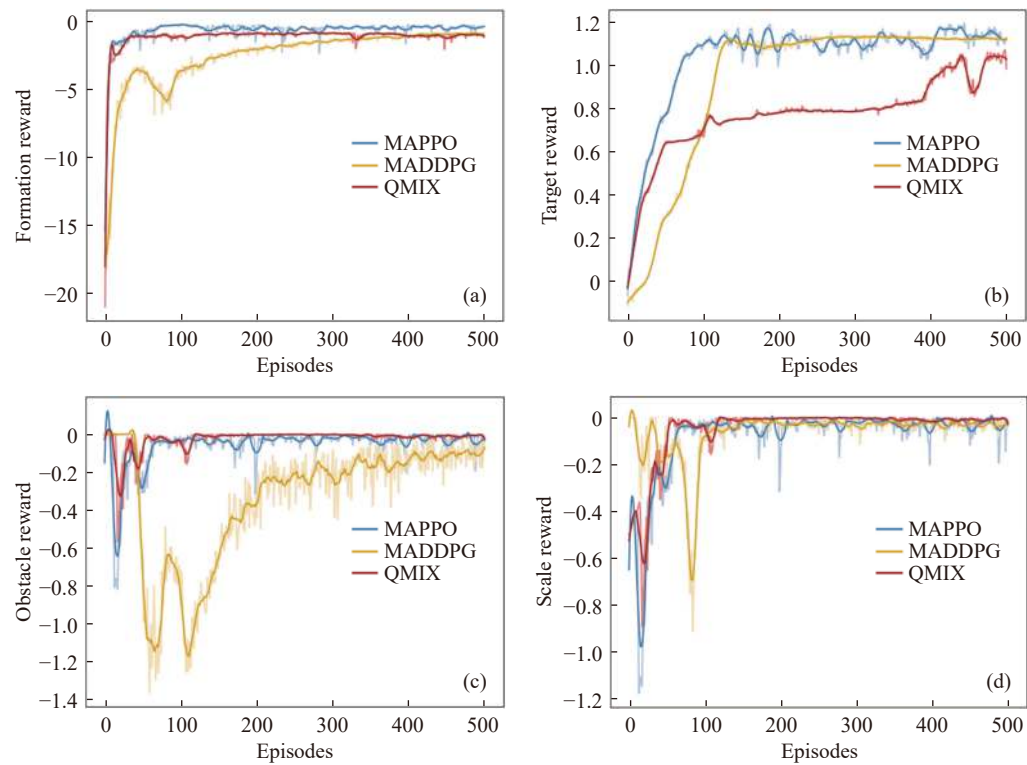 0
−5
−10
−15
−20
Formation reward
MAPPO
MADDPG
QMIX
(a)
0 100 200 300 400 500
Episodes
1.2
1.0
0.8
0.6
0.4
0.2
0
Target reward
MAPPO
MADDPG
QMIX
(b)
0 100 200 300 400 500
Episodes
0
−0.2
−0.4
−0.6
−0.8
−1.0
−1.2
−1.4
Obstacle reward
MAPPO
MADDPG
QMIX
(c)
0 100 200 300 400 500
Episodes
0
−0.2
−0.4
−0.6
−0.8
−1.0
−1.2
Scale reward
MAPPO
MADDPG
QMIX
(d)
0 100 200 300 400 500
Episodes